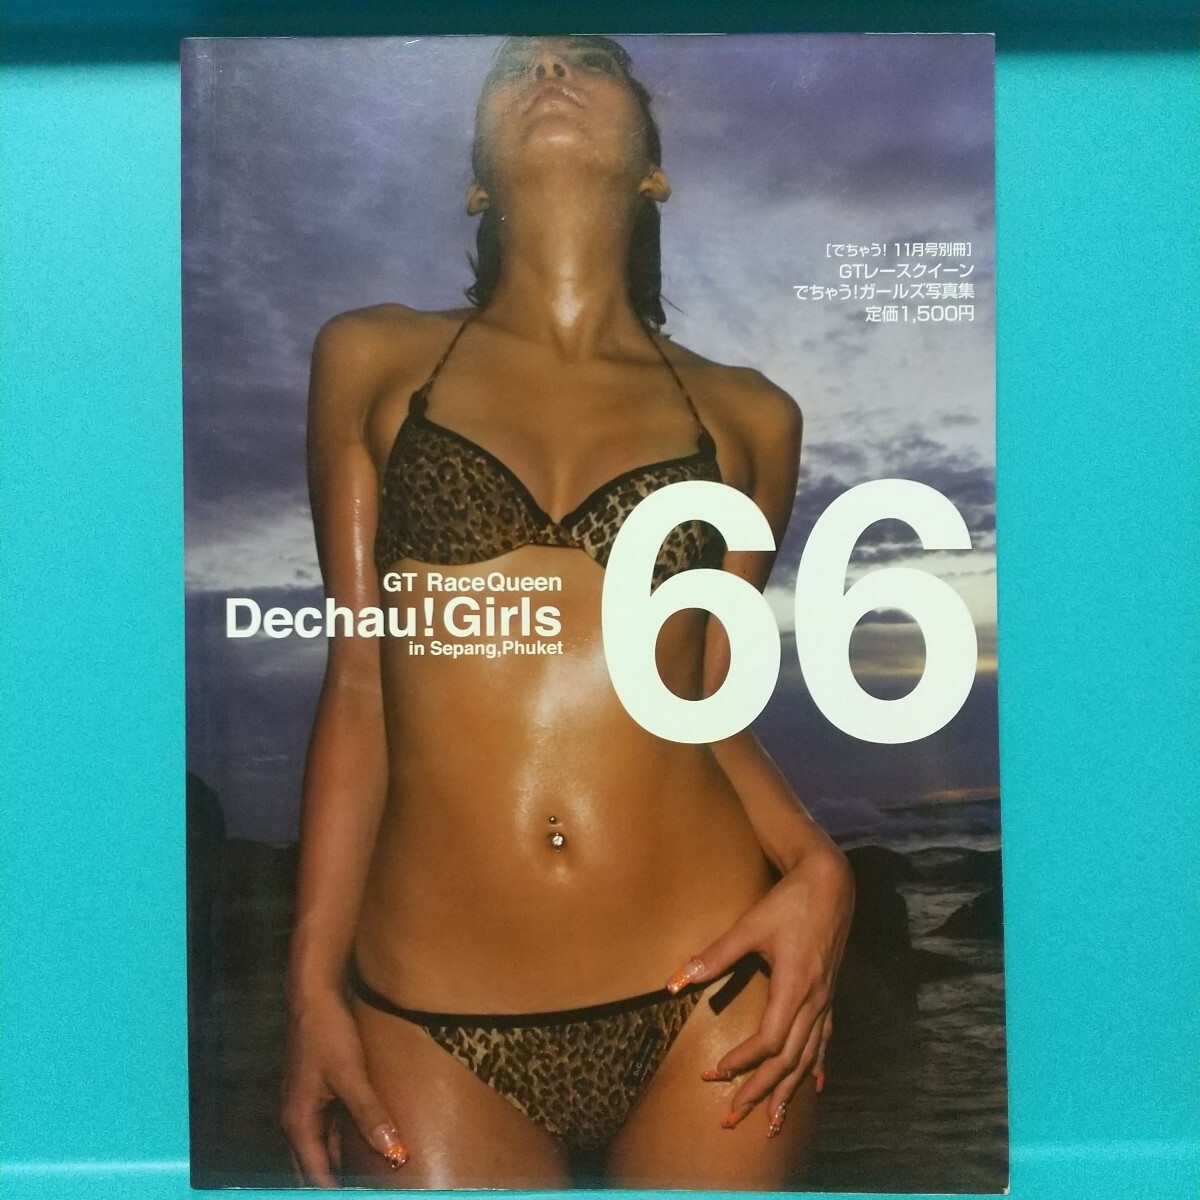 [でちゃう! 11月号別冊]
GTレースクイーン
でちゃう!ガールズ写真集
定価1,500円
GT RaceQueen
Dechau!Girls
in Sepang,Phuket
66